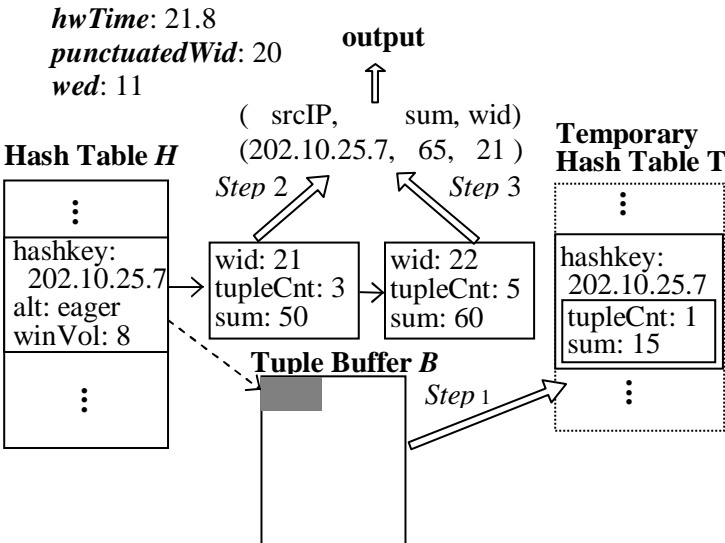 hwTime: 21.8
punctuatedWid: 20
wed: 11
output
( srcIP, sum, wid)
(202.10.25.7, 65, 21 )
Hash Table H
Step 2
Step 3
Temporary
Hash Table T
hashkey:
202.10.25.7
alt: eager
winVol: 8
wid: 21
tupleCnt: 3
sum: 50
wid: 22
tupleCnt: 5
sum: 60
hashkey:
202.10.25.7
tupleCnt: 1
sum: 15
Tuple Buffer B
Step 1